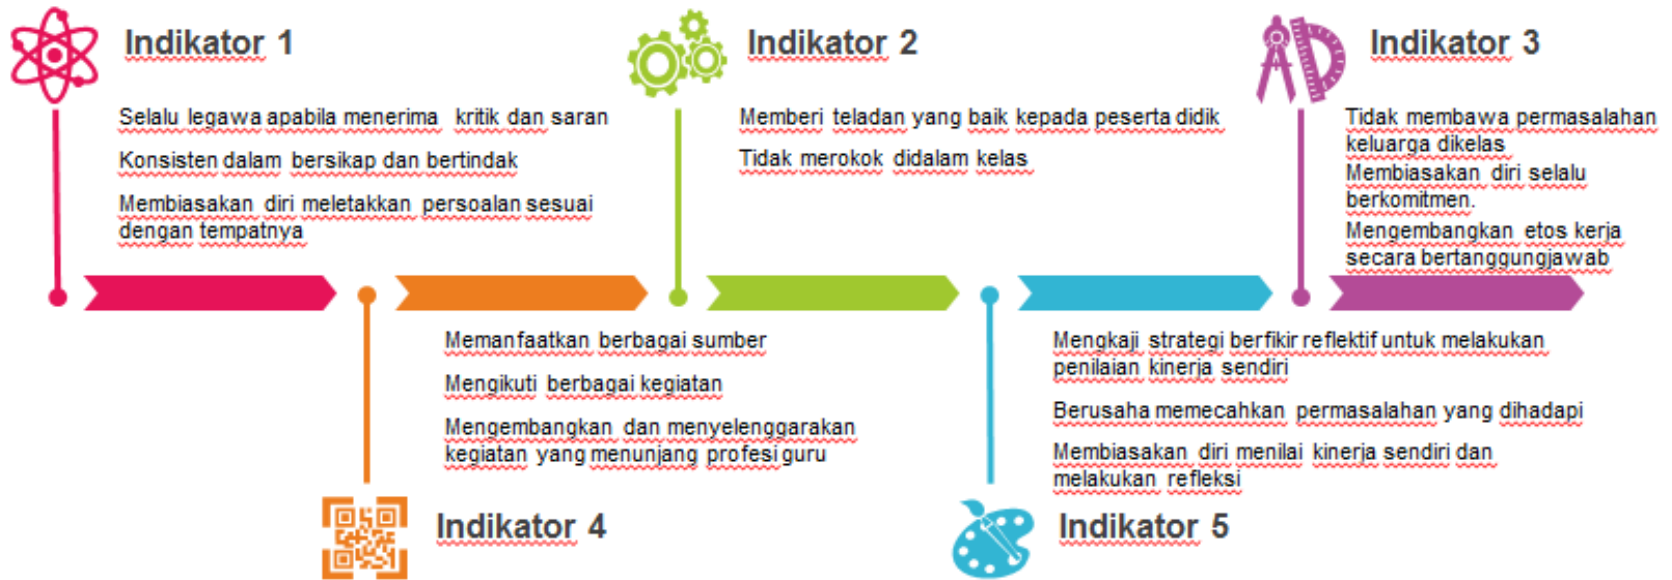 Indikator 1
Selalu legawa apabila menerima kritik dan saran
Konsisten dalam bersikap dan bertindak
Membiasakan diri meletakkan persoalan sesuai
dengan tempatnya
Indikator 2
Memberi teladan yang baik kepada peserta didik
Tidak merokok didalam kelas
Indikator 3
Tidak membawa permasalahan
keluarga dikelas
Membiasakan diri selalu
berkomitmen.
Mengembangkan etos kerja
secara bertanggungjawab
Memanfaatkan berbagai sumber
Mengikuti berbagai kegiatan
Mengembangkan dan menyelenggarakan
kegiatan yang menunjang profesi guru
Indikator 4
Mengkaji strategi berfikir reflektif untuk melakukan
penilaian kinerja sendiri
Berusaha memecahkan permasalahan yang dihadapi
Membiasakan diri menilai kinerja sendiri dan
melakukan refleksi
Indikator 5